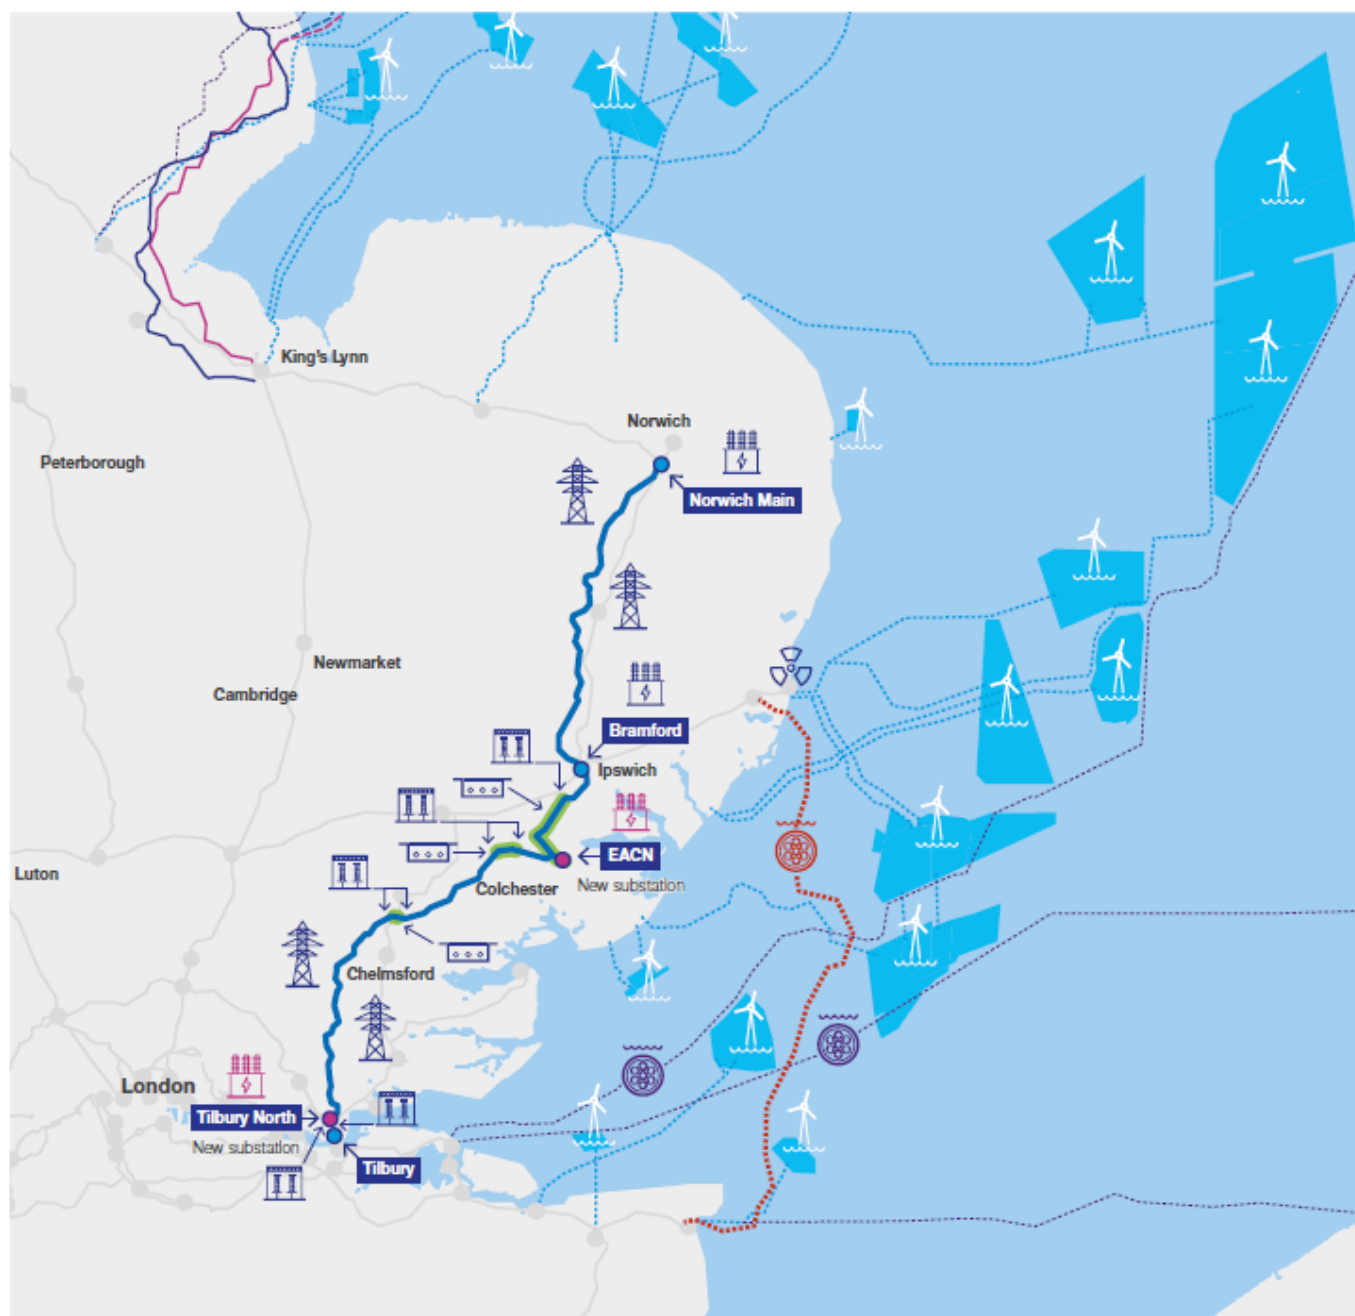 King's Lynn
Norwich
Peterborough
Norwich Main
Newmarket
Cambridge
Bramford
Ipswich
EACN
Luton
Colchester
New substation
Chelmsford
London
Tilbury North
New substation
Tilbury